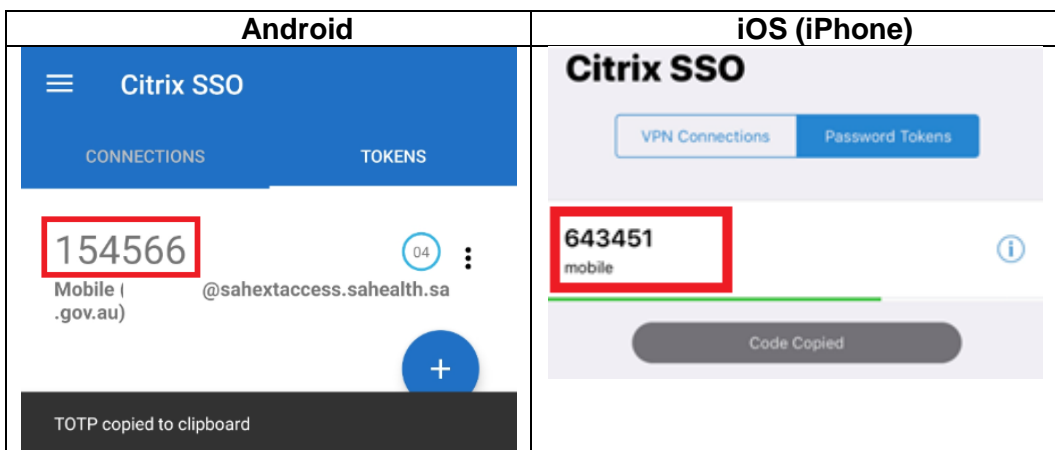 Android
iOS (iPhone)
Citrix SSO
CONNECTIONS TOKENS
154566
04
Mobile ( @sahextaccess.sahealth.sa
.gov.au)
+
TOTP copied to clipboard
Citrix SSO
VPN Connections Password Tokens
643451
mobile
i
Code Copied